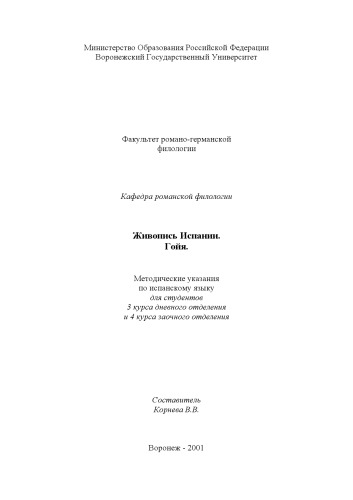 Министерство Образования Российской Федерации
Воронежский Государственный Университет
Факультет романо-германской
филологии
Кафедра романской филологии
Живопись Испании.
Гойя.
Методические указания
по испанскому языку
для студентов
3 курса дневного отделения
и 4 курса заочного отделения
Составитель
Корнева В.В.
Воронеж - 2001